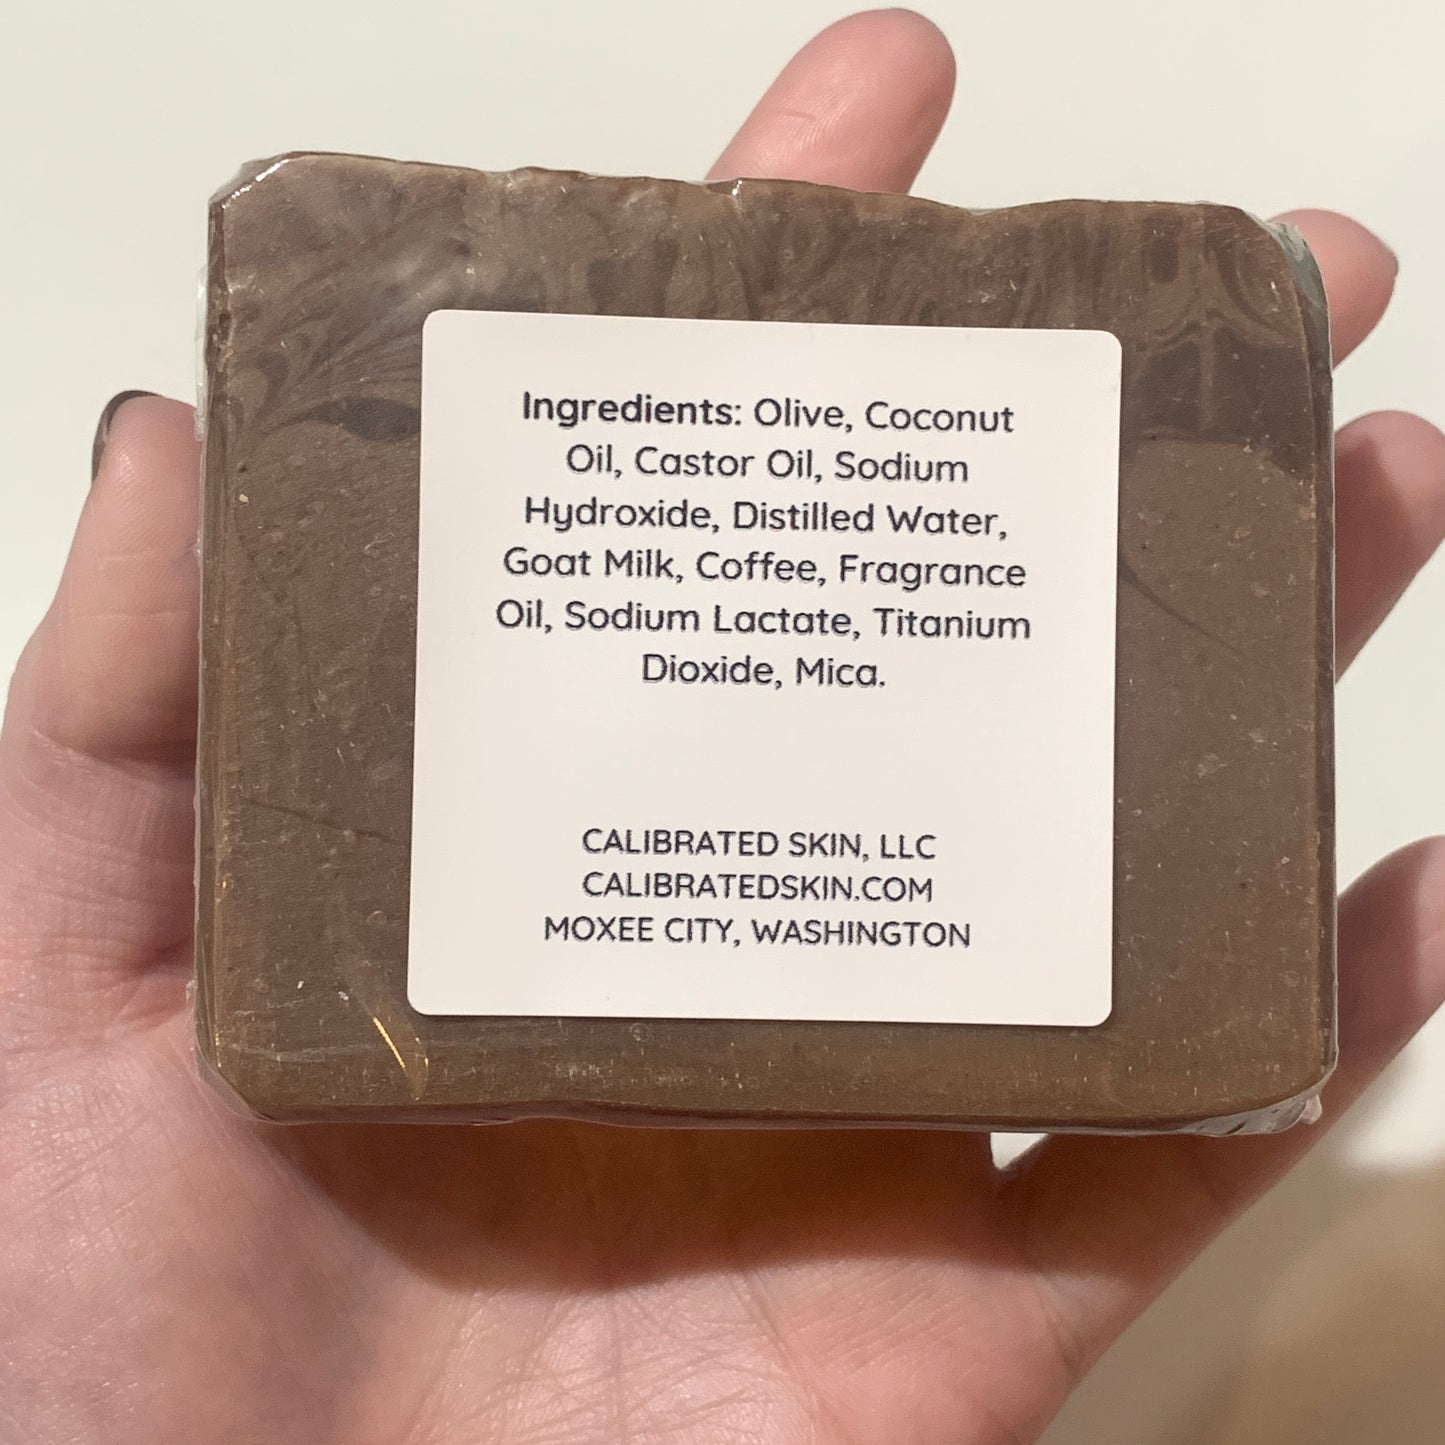 Ingredients: Olive, Coconut
Oil, Castor Oil, Sodium
Hydroxide, Distilled Water,
Goat Milk, Coffee, Fragrance
Oil, Sodium Lactate, Titanium
Dioxide, Mica.
CALIBRATED SKIN, LLC
CALIBRATEDSKIN.COM
MOXEE CITY, WASHINGTON